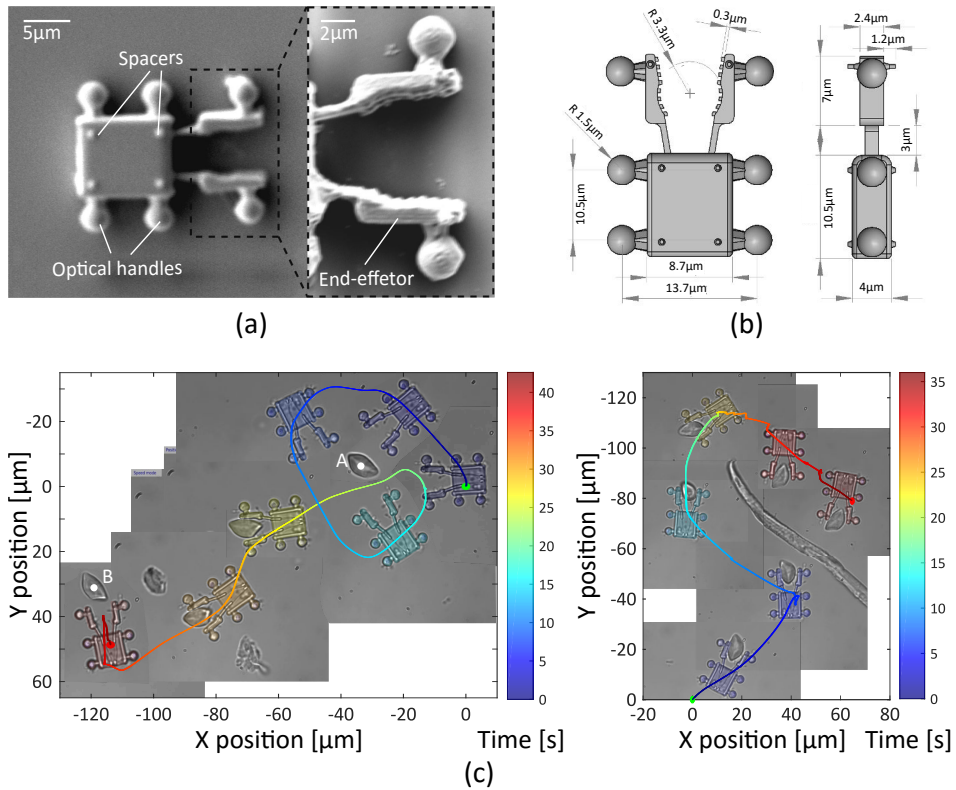 5µm
2µm
Spacers
Optical handles
End-effetor
(a)
R 3.3µm
0.3µm
2.4µm
1.2µm
7µm
3µm
R 1.5µm
10.5µm
10.5µm
8.7µm
13.7µm
4µm
(b)
-20
0
20
40
60
Y position [µm]
A
B
Speed mode
-120 -100 -80 -60 -40 -20 0
X position [µm]
40
35
30
25
20
15
10
5
0
Time [s]
-130
-120
-100
-80
-60
-40
-20
0
Y position [µm]
-20 0 20 40 60 80
X position [µm]
35
30
25
20
15
10
5
0
Time [s]
(c)